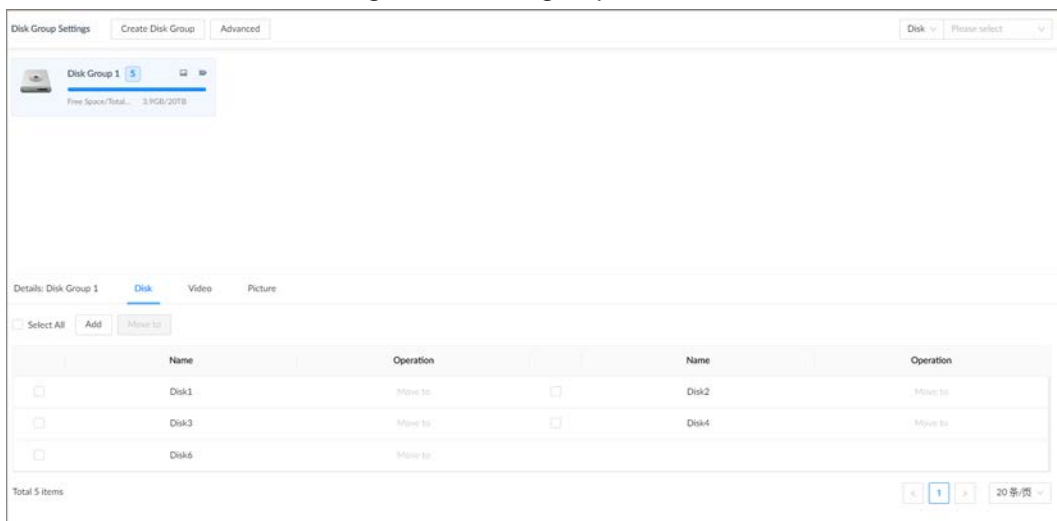 Disk Group Settings Create Disk Group Advanced Disk Please select
Disk Group 1 5
Free Space/Total... 3.9GB/20TB
Details: Disk Group 1 Disk Video Picture
Select All Add Move to
Name Operation Name Operation
Disk1 Move to Disk2 Move to
Disk3 Move to Disk4 Move to
Disk6 Move to
Total 5 items < 1 > 20 条/页